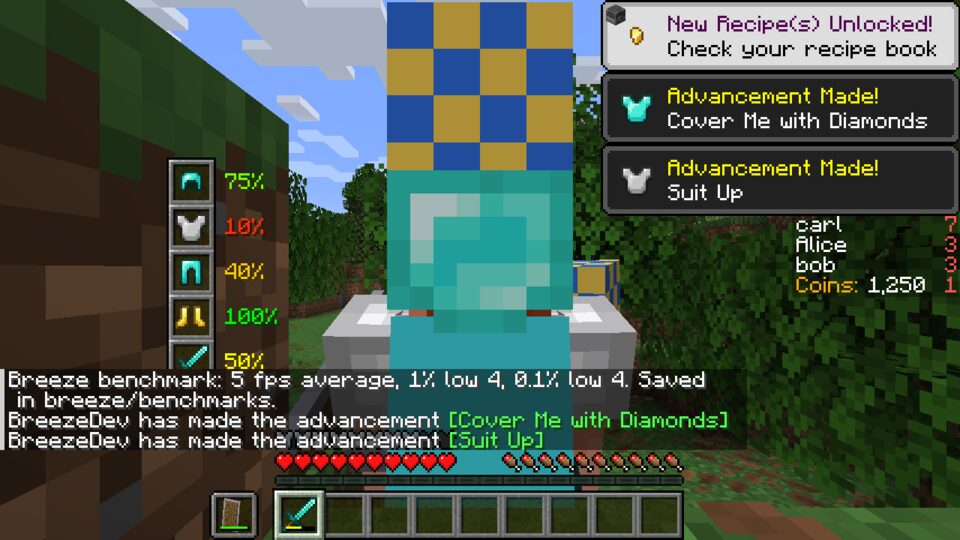 New Recipe(s) Unlocked!
Check your recipe book
Advancement Made!
Cover Me with Diamonds
Advancement Made!
Suit Up
carl 7
Alice 3
bob 3
Coins: 1,250 1
75%
10%
40%
100%
50%
Breeze benchmark: 5 fps average, 1% low 4, 0.1% low 4. Saved
in breeze/benchmarks.
BreezeDev has made the advancement [Cover Me with Diamonds]
BreezeDev has made the advancement [Suit Up]